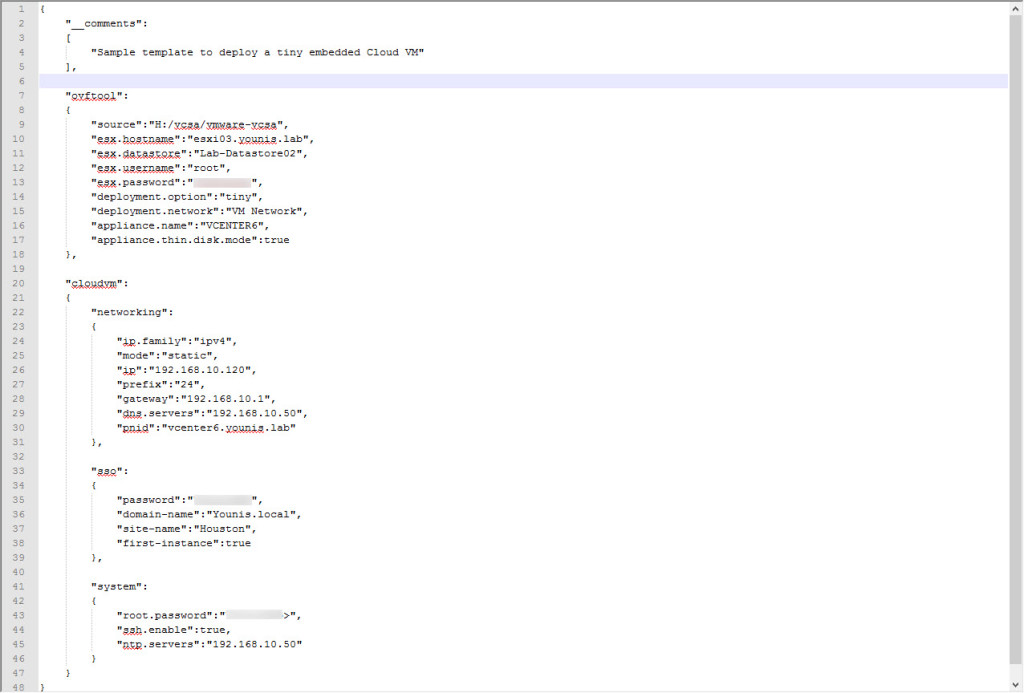 1 {
2 "__comments":
3 [
4 "Sample template to deploy a tiny embedded Cloud VM"
5 ],
6
7 "ovftool":
8 {
9 "source":"H:/vcsa/vmware-vcsa",
10 "esx.hostname":"esxi03.younis.lab",
11 "esx.datastore":"Lab-Datastore02",
12 "esx.username":"root",
13 "esx.password":" ",
14 "deployment.option":"tiny",
15 "deployment.network":"VM Network",
16 "appliance.name":"VCENTER6",
17 "appliance.thin.disk.mode":true
18 },
19
20 "cloudvm":
21 {
22 "networking":
23 {
24 "ip.family":"ipv4",
25 "mode":"static",
26 "ip":"192.168.10.120",
27 "prefix":"24",
28 "gateway":"192.168.10.1",
29 "dns.servers":"192.168.10.50",
30 "pnid":"vcenter6.younis.lab"
31 },
32
33 "sso":
34 {
35 "password":" ",
36 "domain-name":"Younis.local",
37 "site-name":"Houston",
38 "first-instance":true
39 },
40
41 "system":
42 {
43 "root.password":" >",
44 "ssh.enable":true,
45 "ntp.servers":"192.168.10.50"
46 }
47 }
48 }